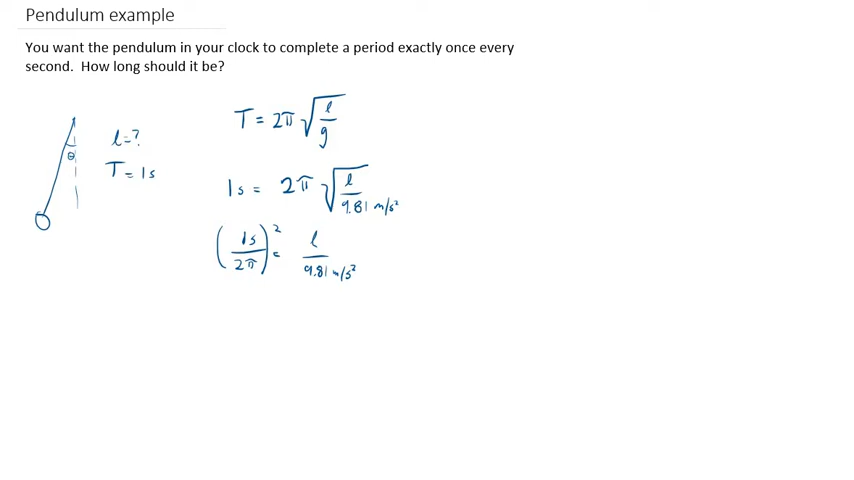 Pendulum example
You want the pendulum in your clock to complete a period exactly once every
second. How long should it be?
T = 2π √(l/g)
l = ?
θ
T = 1s
1s = 2π √(l/9.81 m/s²)
(1s/2π)² = l/9.81 m/s²